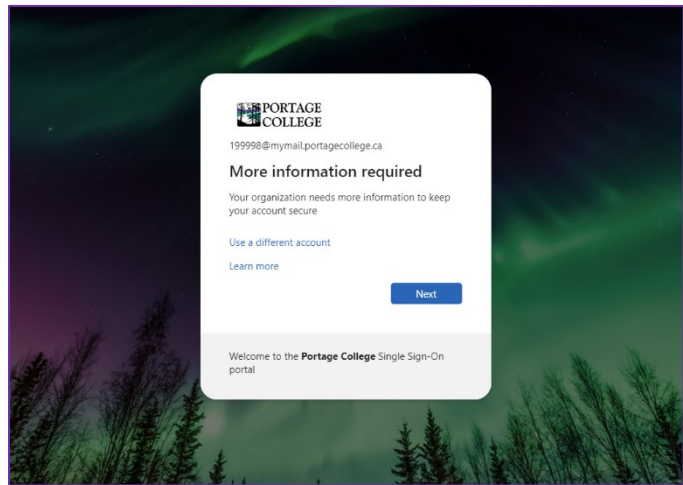 PORTAGE
COLLEGE
199998@mymail.portagecollege.ca
More information required
Your organization needs more information to keep
your account secure
Use a different account
Learn more
Next
Welcome to the Portage College Single Sign-On
portal